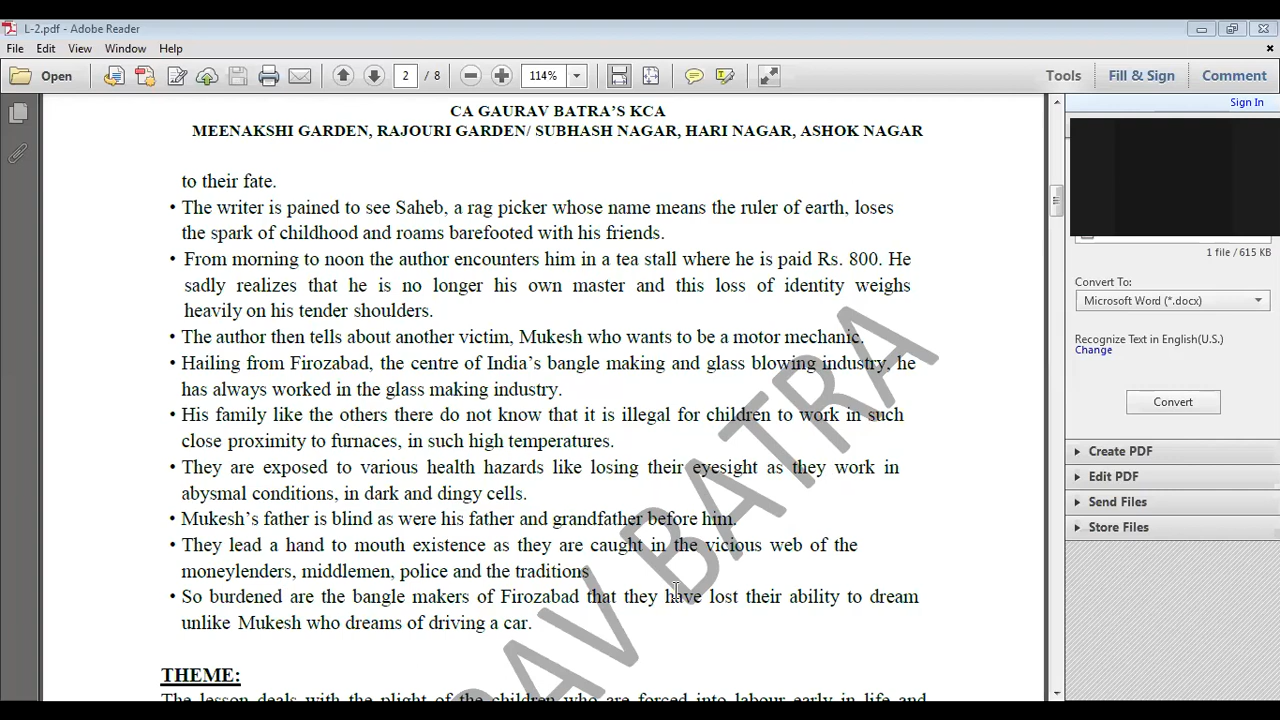 L-2.pdf - Adobe Reader
File Edit View Window Help
Open 2 / 8 114% Tools Fill & Sign Comment
Sign In
CA GAURAV BATRA'S KCA
MEENAKSHI GARDEN, RAJOURI GARDEN/ SUBHASH NAGAR, HARI NAGAR, ASHOK NAGAR
to their fate.
• The writer is pained to see Saheb, a rag picker whose name means the ruler of earth, loses
the spark of childhood and roams barefooted with his friends.
• From morning to noon the author encounters him in a tea stall where he is paid Rs. 800. He
sadly realizes that he is no longer his own master and this loss of identity weighs
heavily on his tender shoulders.
• The author then tells about another victim, Mukesh who wants to be a motor mechanic.
• Hailing from Firozabad, the centre of India's bangle making and glass blowing industry, he
has always worked in the glass making industry.
• His family like the others there do not know that it is illegal for children to work in such
close proximity to furnaces, in such high temperatures.
• They are exposed to various health hazards like losing their eyesight as they work in
abysmal conditions, in dark and dingy cells.
• Mukesh's father is blind as were his father and grandfather before him.
• They lead a hand to mouth existence as they are caught in the vicious web of the
moneylenders, middlemen, police and the traditions
• So burdened are the bangle makers of Firozabad that they have lost their ability to dream
unlike Mukesh who dreams of driving a car.
THEME:
The lesson deals with the plight of the children who are forced into labour early in life and
AV BATRA
1 file / 615 KB
Convert To:
Microsoft Word (*.docx)
Recognize Text in English(U.S.)
Change
Convert
Create PDF
Edit PDF
Send Files
Store Files